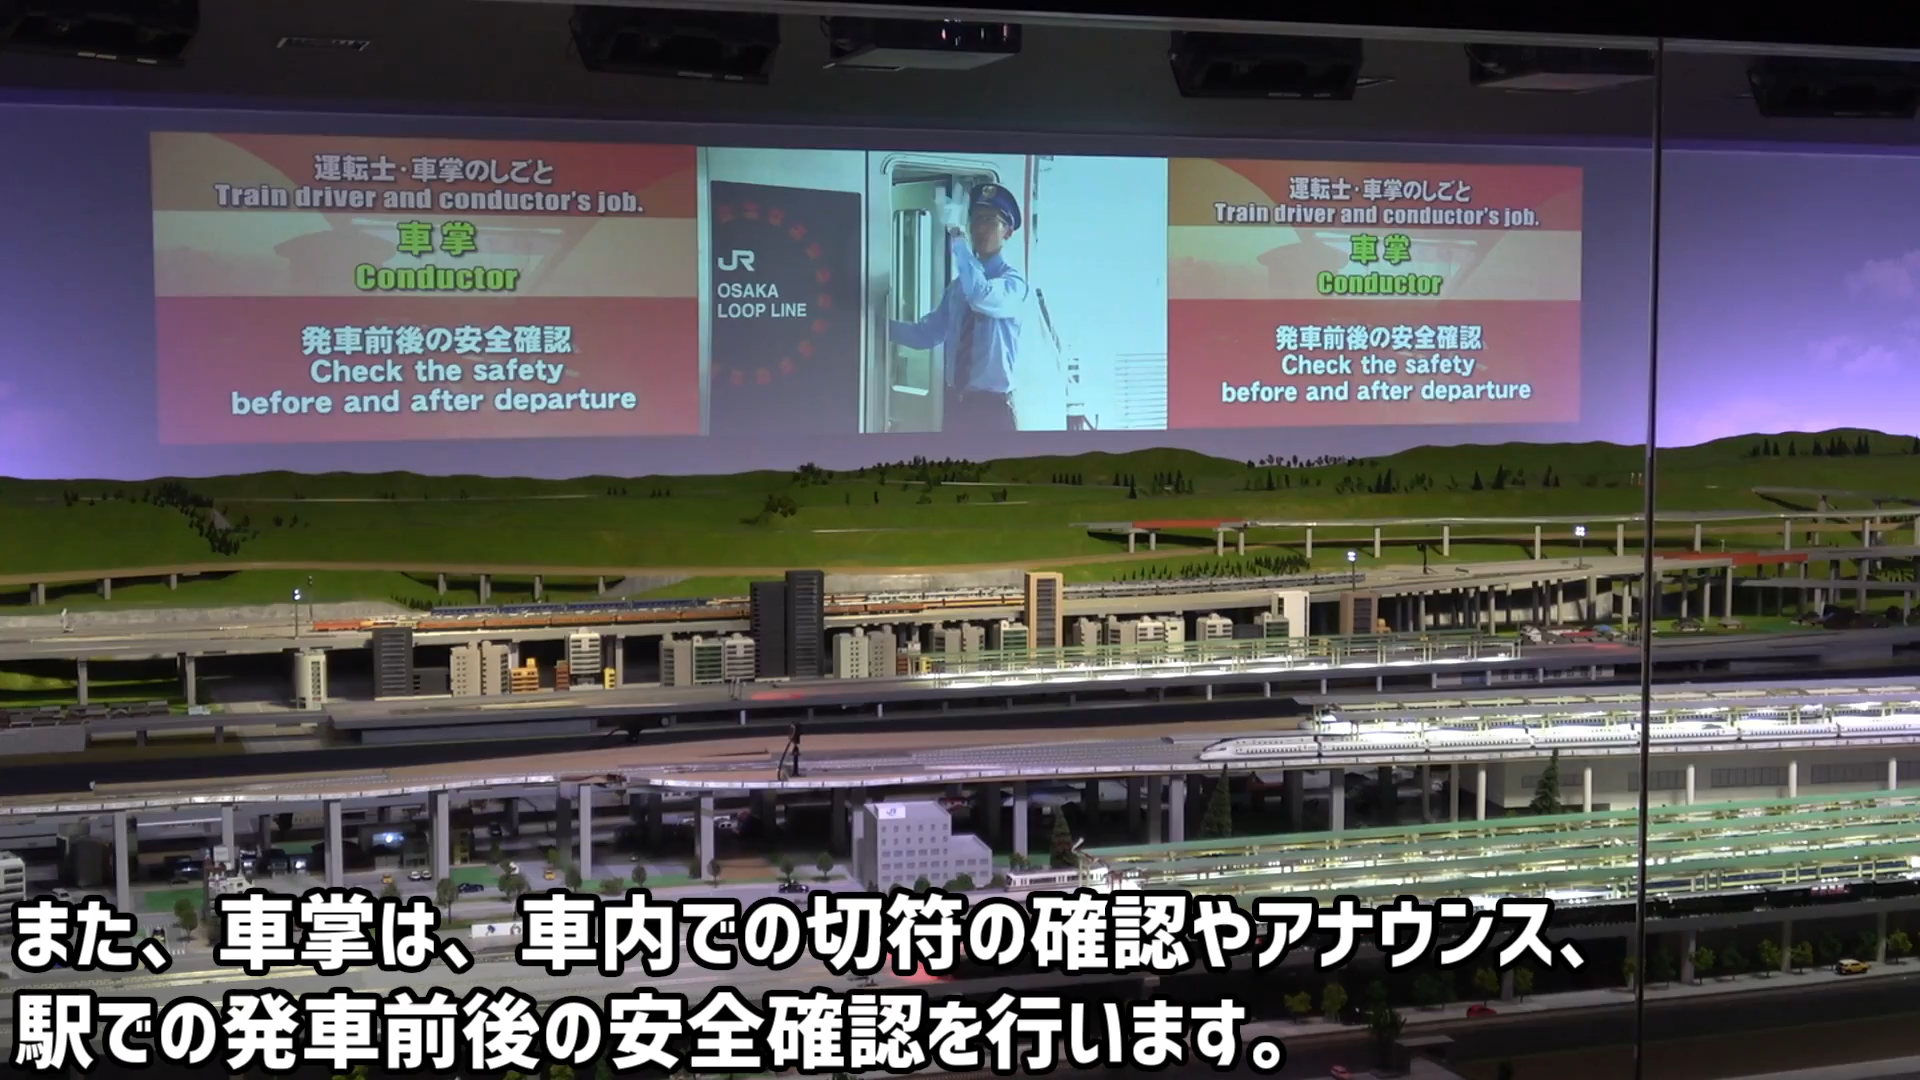 運転士・車掌のしごと
Train driver and conductor's job.
車掌
Conductor
発車前後の安全確認
Check the safety
before and after departure
JR
OSAKA
LOOP LINE
運転士・車掌のしごと
Train driver and conductor's job.
車掌
Conductor
発車前後の安全確認
Check the safety
before and after departure
また、車掌は、車内での切符の確認やアナウンス、
駅での発車前後の安全確認を行います。